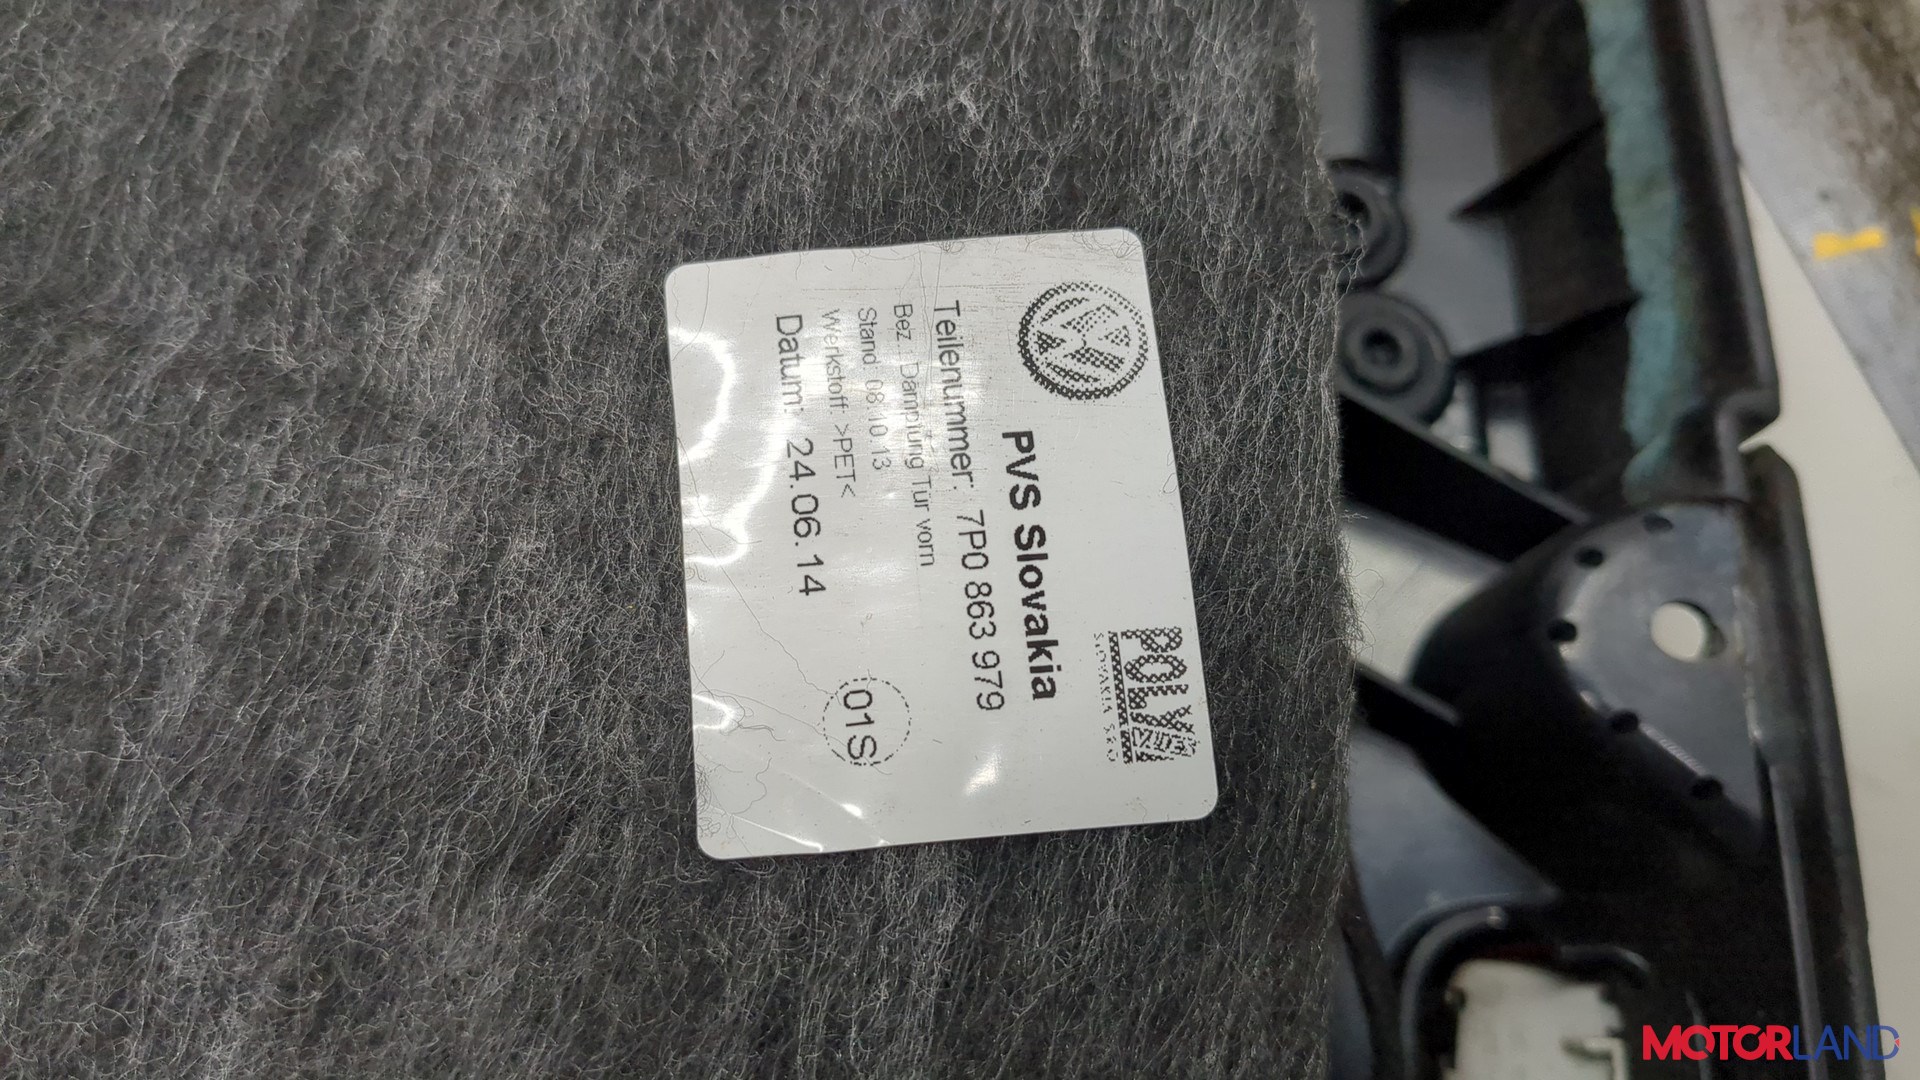 PVS Slovakia
POLY
SLOVAKIA S.R.O
Teilenummer: 7P0 863 979
Bez.: Dämpfung Tür vorn
Stand 08.10.13
Werkstoff: >PET<
Datum: 24.06.14
01S
MOTORLAND